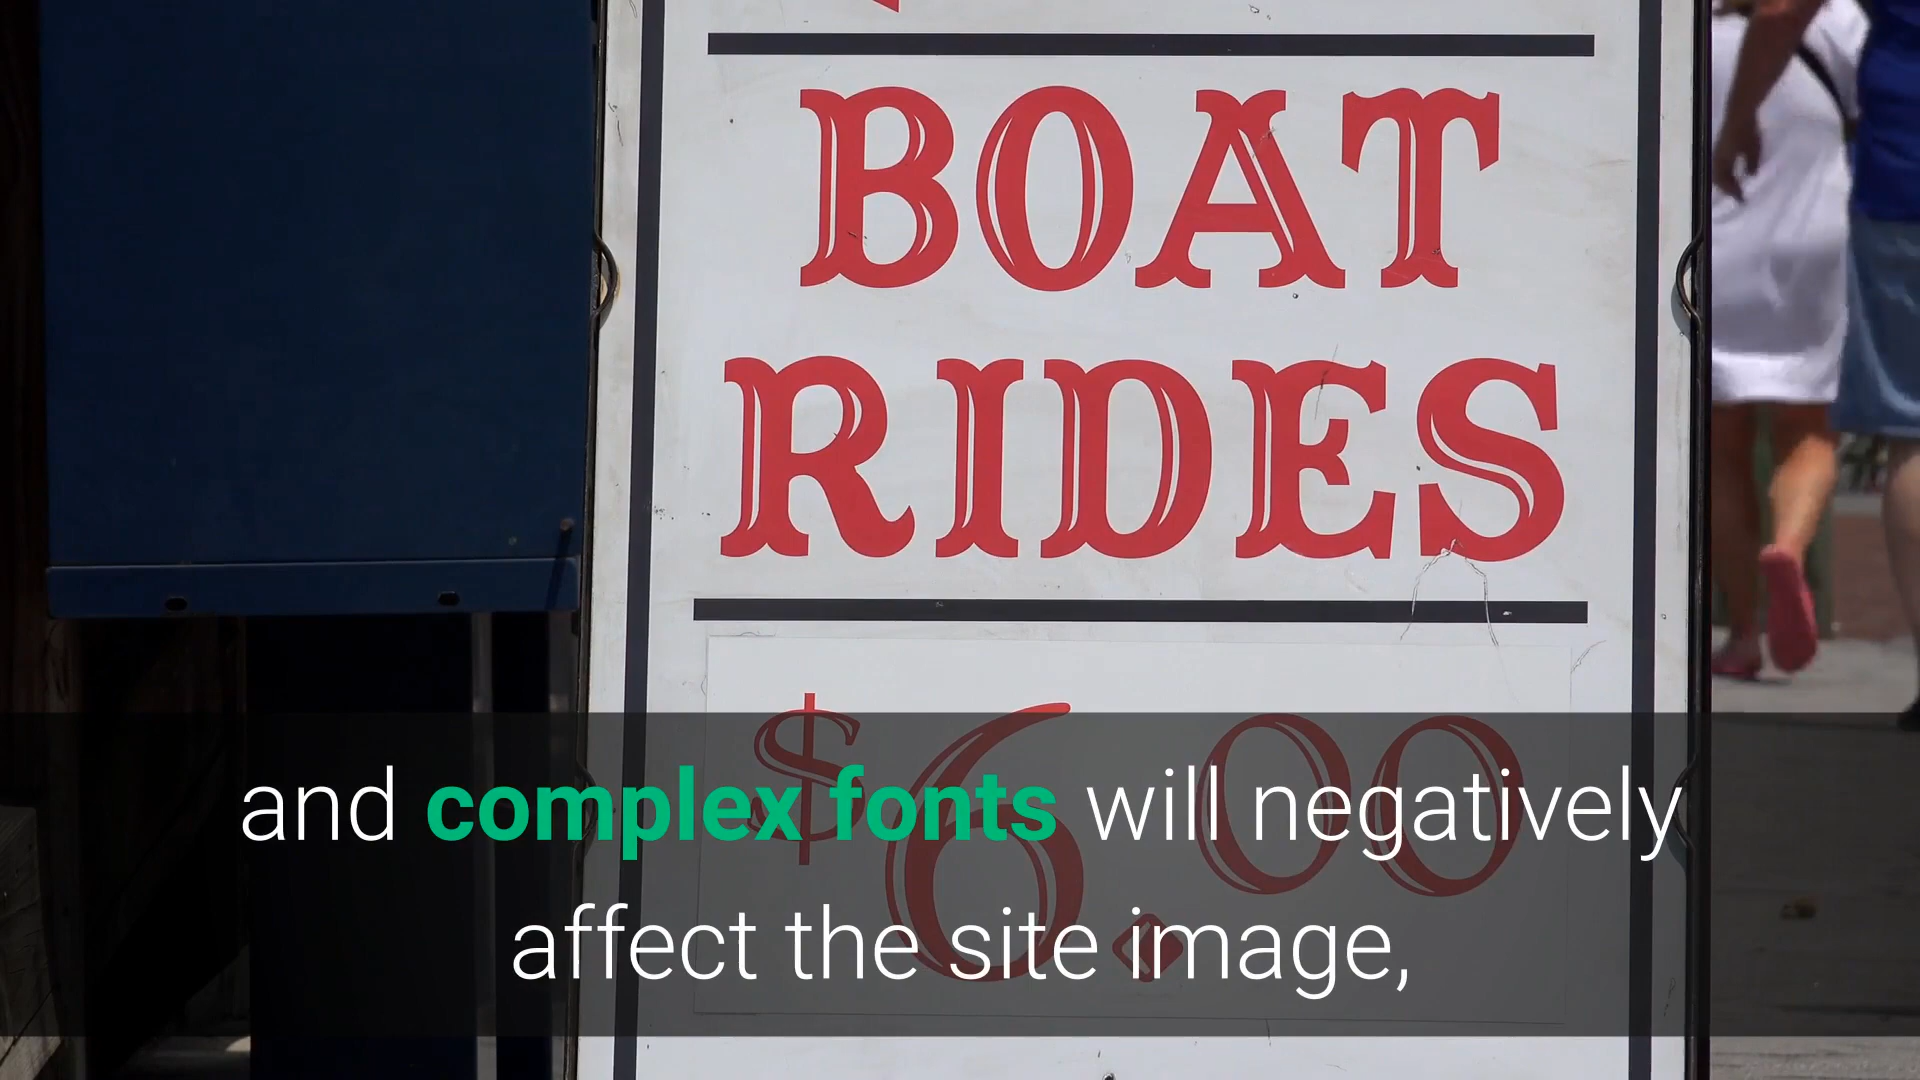 BOAT
RIDES
$6.00
and complex fonts will negatively
affect the site image,